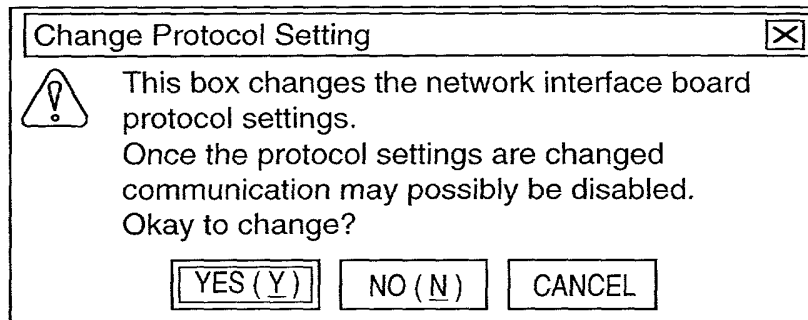 Change Protocol Setting
This box changes the network interface board
protocol settings.
Once the protocol settings are changed
communication may possibly be disabled.
Okay to change?
YES ( Y ) NO ( N ) CANCEL